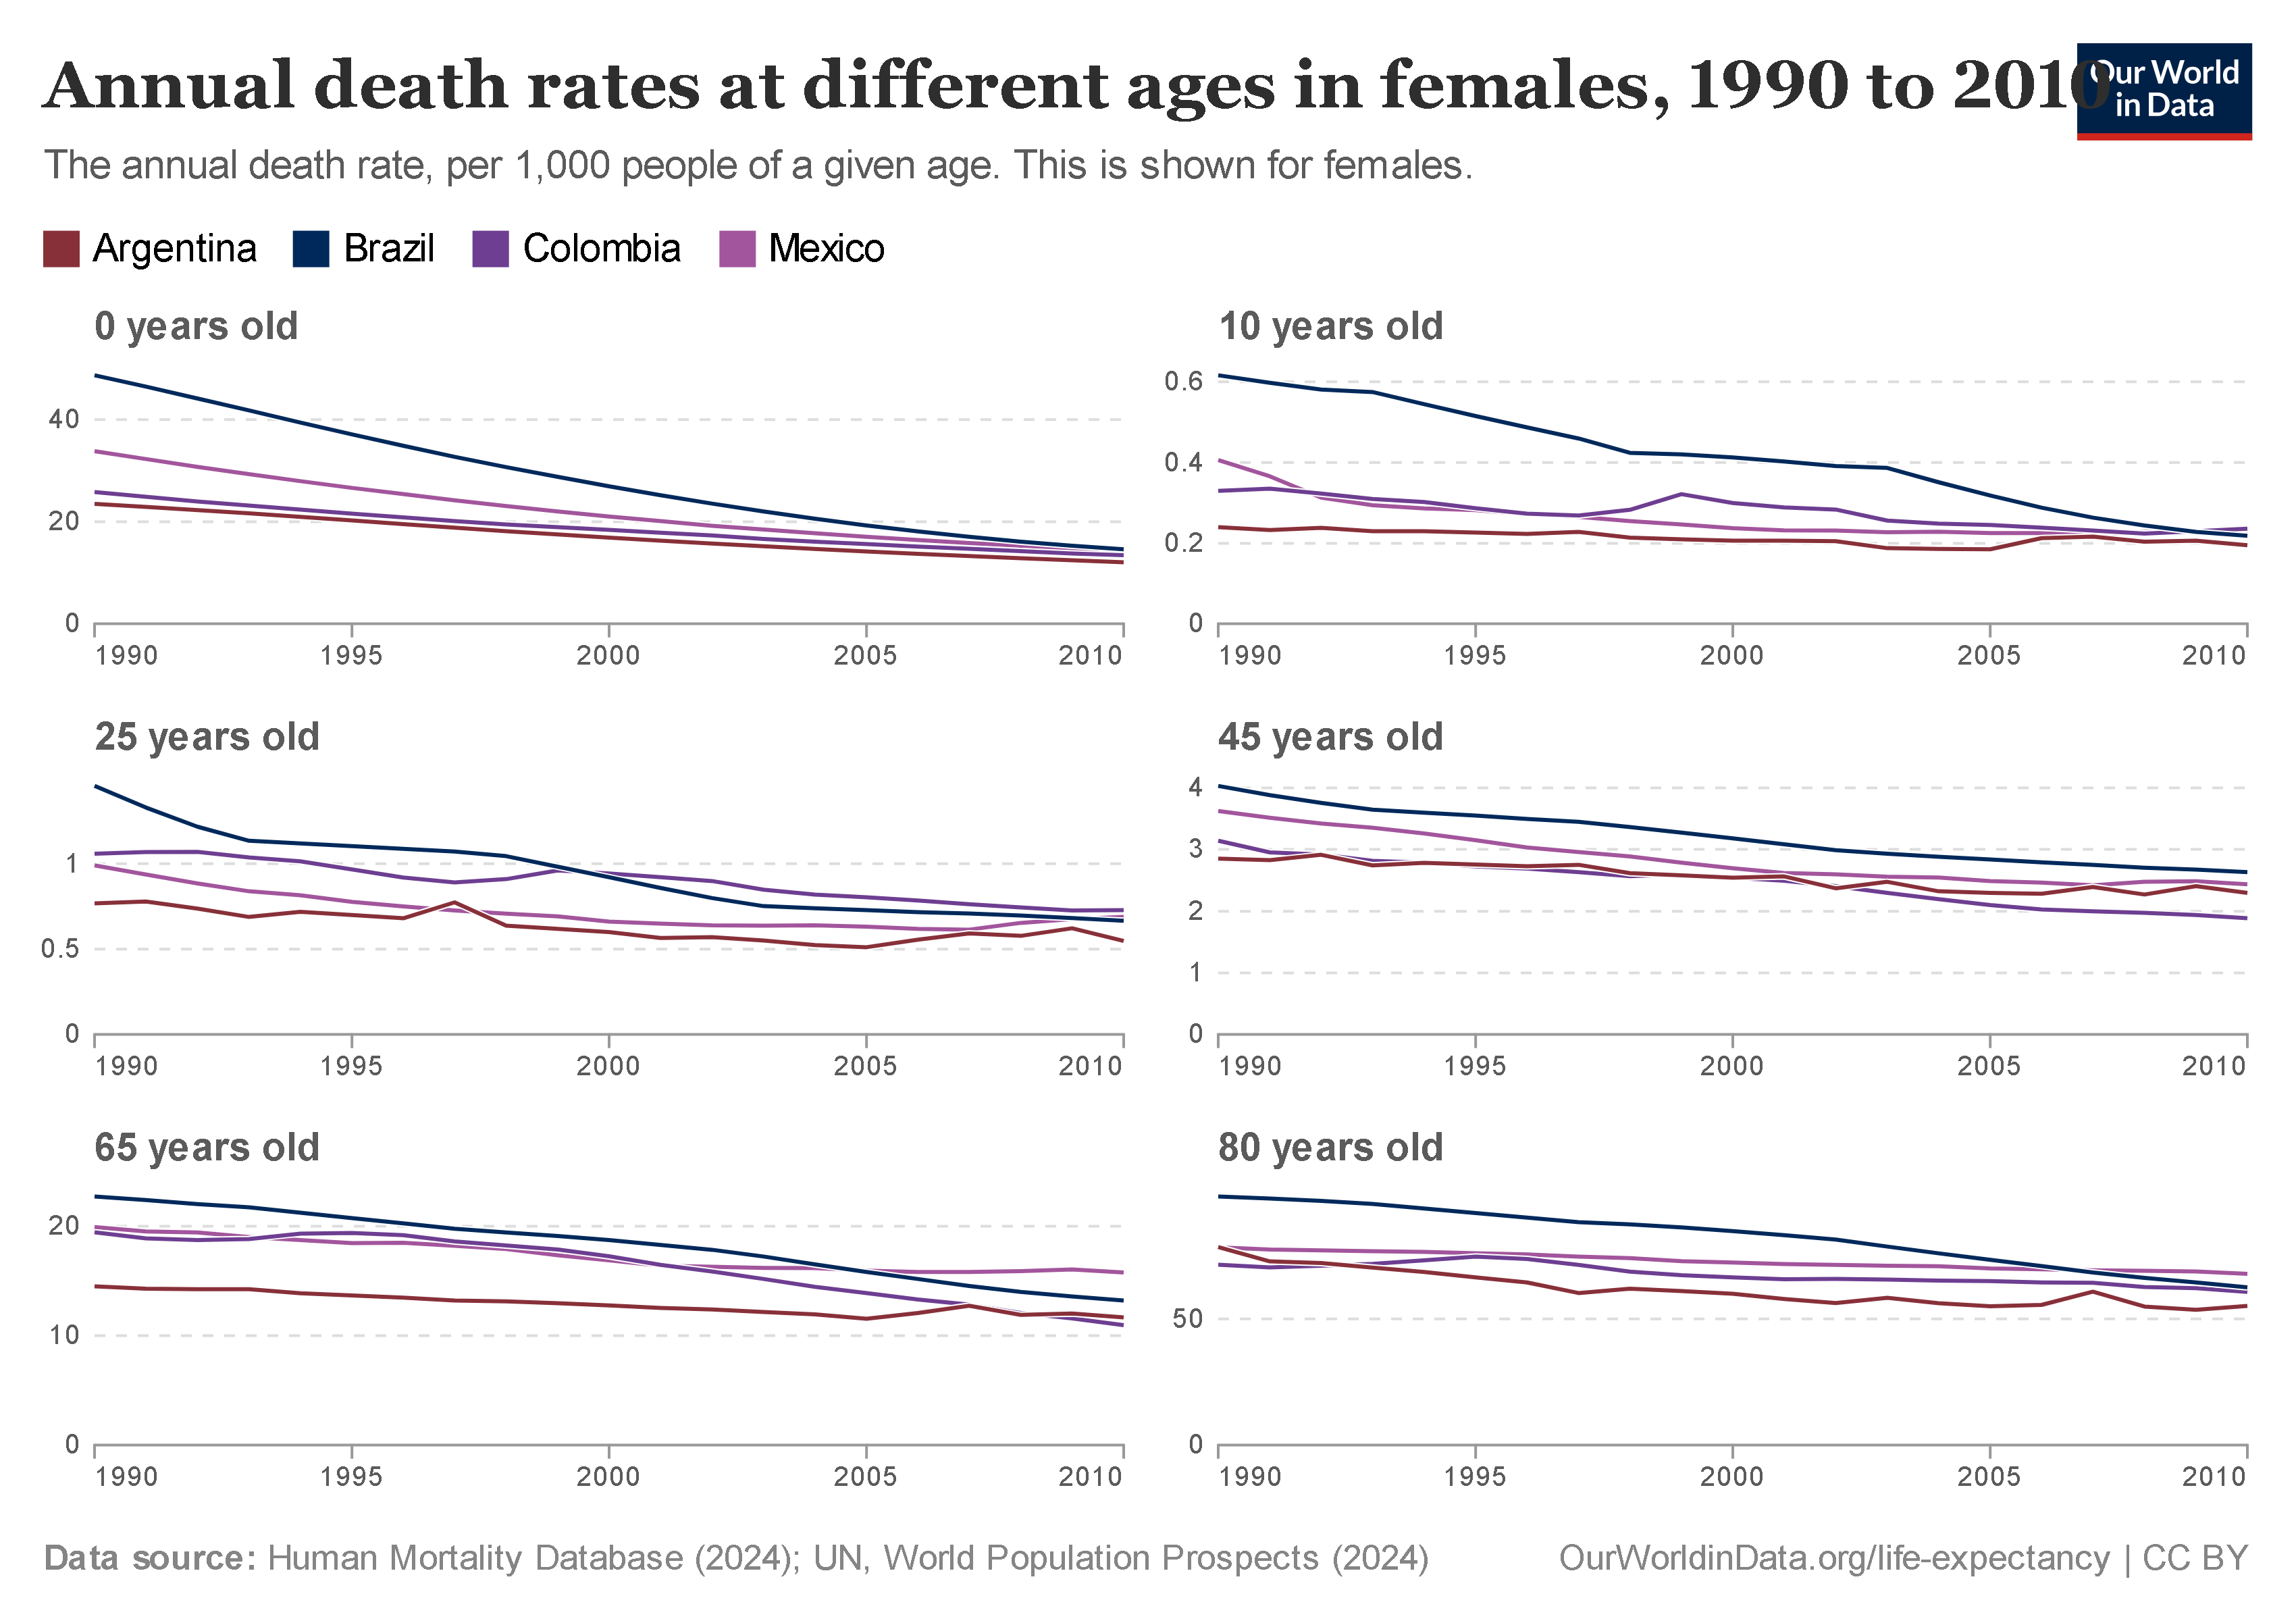 Annual death rates at different ages in females, 1990 to 2010
Our World
in Data
The annual death rate, per 1,000 people of a given age. This is shown for females.
Argentina Brazil Colombia Mexico
0 years old
40
20
0
1990 1995 2000 2005 2010
10 years old
0.6
0.4
0.2
0
1990 1995 2000 2005 2010
25 years old
1
0.5
0
1990 1995 2000 2005 2010
45 years old
4
3
2
1
0
1990 1995 2000 2005 2010
65 years old
20
10
0
1990 1995 2000 2005 2010
80 years old
50
0
1990 1995 2000 2005 2010
Data source: Human Mortality Database (2024); UN, World Population Prospects (2024)
OurWorldinData.org/life-expectancy | CC BY